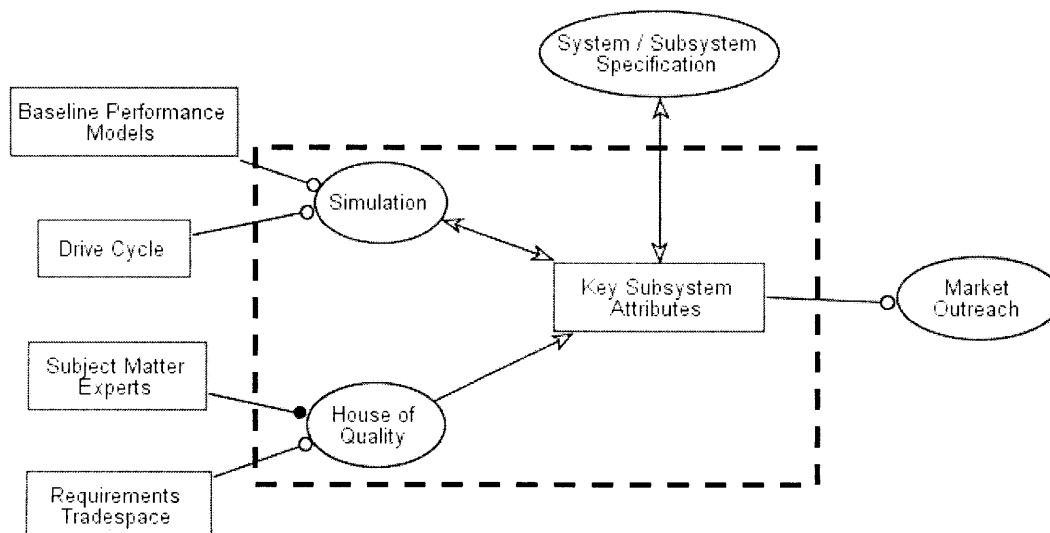 System / Subsystem
Specification
Baseline Performance
Models
Simulation
Drive Cycle
Key Subsystem
Attributes
Market
Outreach
Subject Matter
Experts
House of
Quality
Requirements
Tradespace